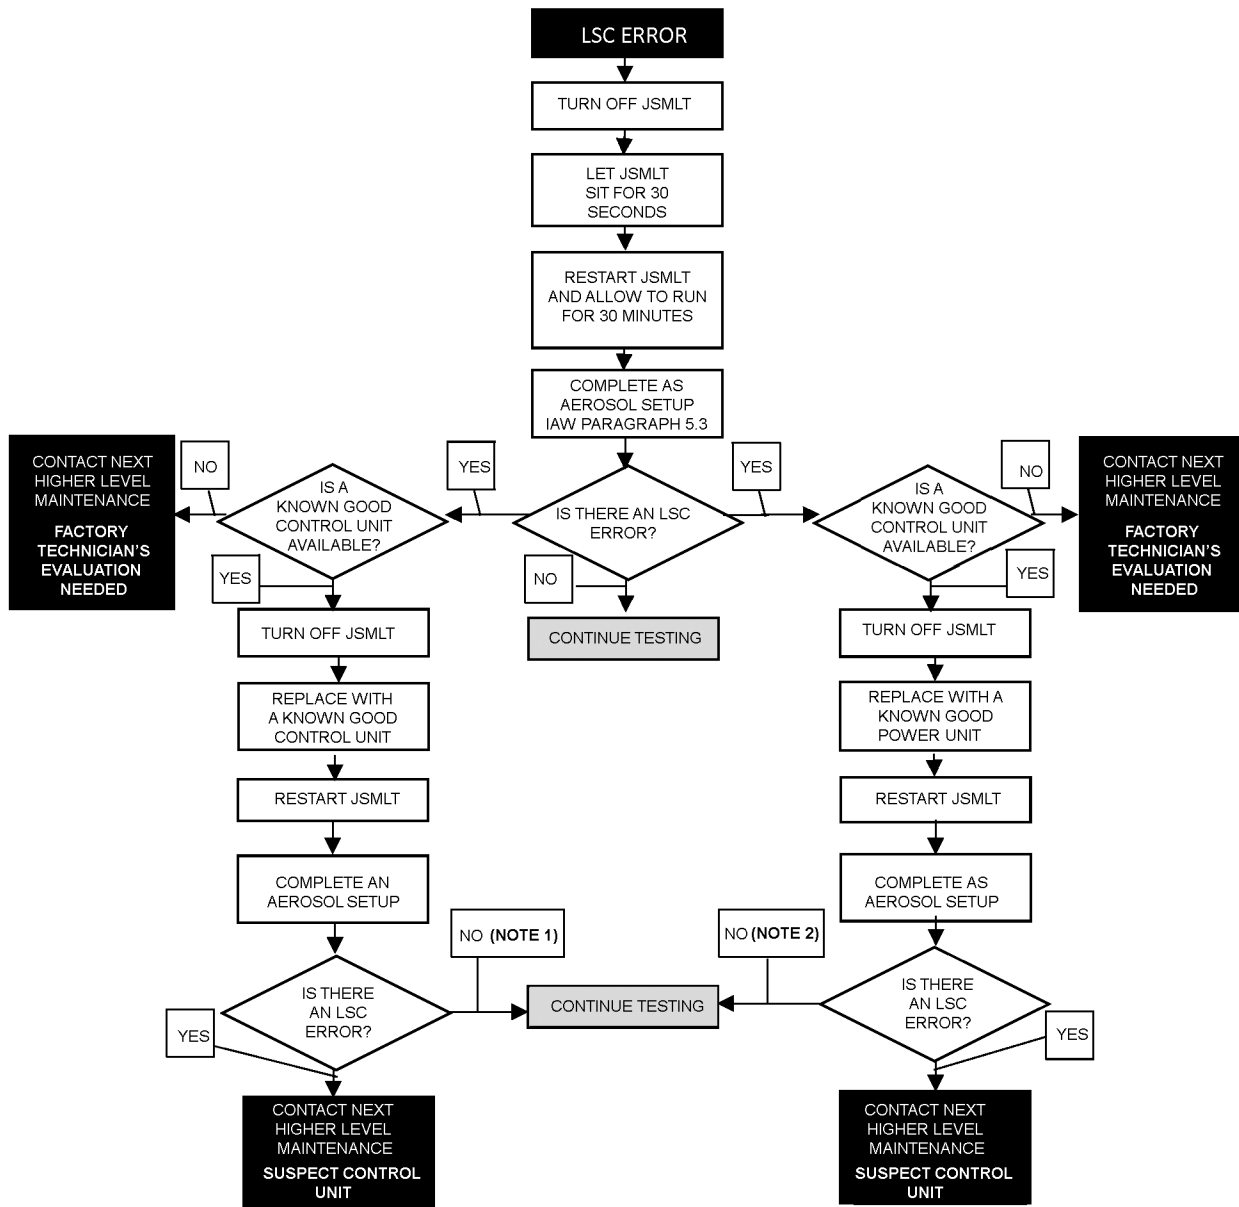 LSC ERROR
TURN OFF JSMLT
LET JSMLT
SIT FOR 30
SECONDS
RESTART JSMLT
AND ALLOW TO RUN
FOR 30 MINUTES
COMPLETE AS
AEROSOL SETUP
IAW PARAGRAPH 5.3
CONTACT NEXT
HIGHER LEVEL
MAINTENANCE
FACTORY
TECHNICIAN'S
EVALUATION
NEEDED
NO
IS A
KNOWN GOOD
CONTROL UNIT
AVAILABLE?
YES
IS THERE AN LSC
ERROR?
YES
IS A
KNOWN GOOD
CONTROL UNIT
AVAILABLE?
NO
CONTACT NEXT
HIGHER LEVEL
MAINTENANCE
FACTORY
TECHNICIAN'S
EVALUATION
NEEDED
YES
NO
YES
TURN OFF JSMLT
CONTINUE TESTING
TURN OFF JSMLT
REPLACE WITH
A KNOWN GOOD
CONTROL UNIT
REPLACE WITH A
KNOWN GOOD
POWER UNIT
RESTART JSMLT
RESTART JSMLT
COMPLETE AN
AEROSOL SETUP
COMPLETE AS
AEROSOL SETUP
NO (NOTE 1)
NO (NOTE 2)
IS THERE
AN LSC
ERROR?
CONTINUE TESTING
IS THERE
AN LSC
ERROR?
YES
YES
CONTACT NEXT
HIGHER LEVEL
MAINTENANCE
SUSPECT CONTROL
UNIT
CONTACT NEXT
HIGHER LEVEL
MAINTENANCE
SUSPECT CONTROL
UNIT